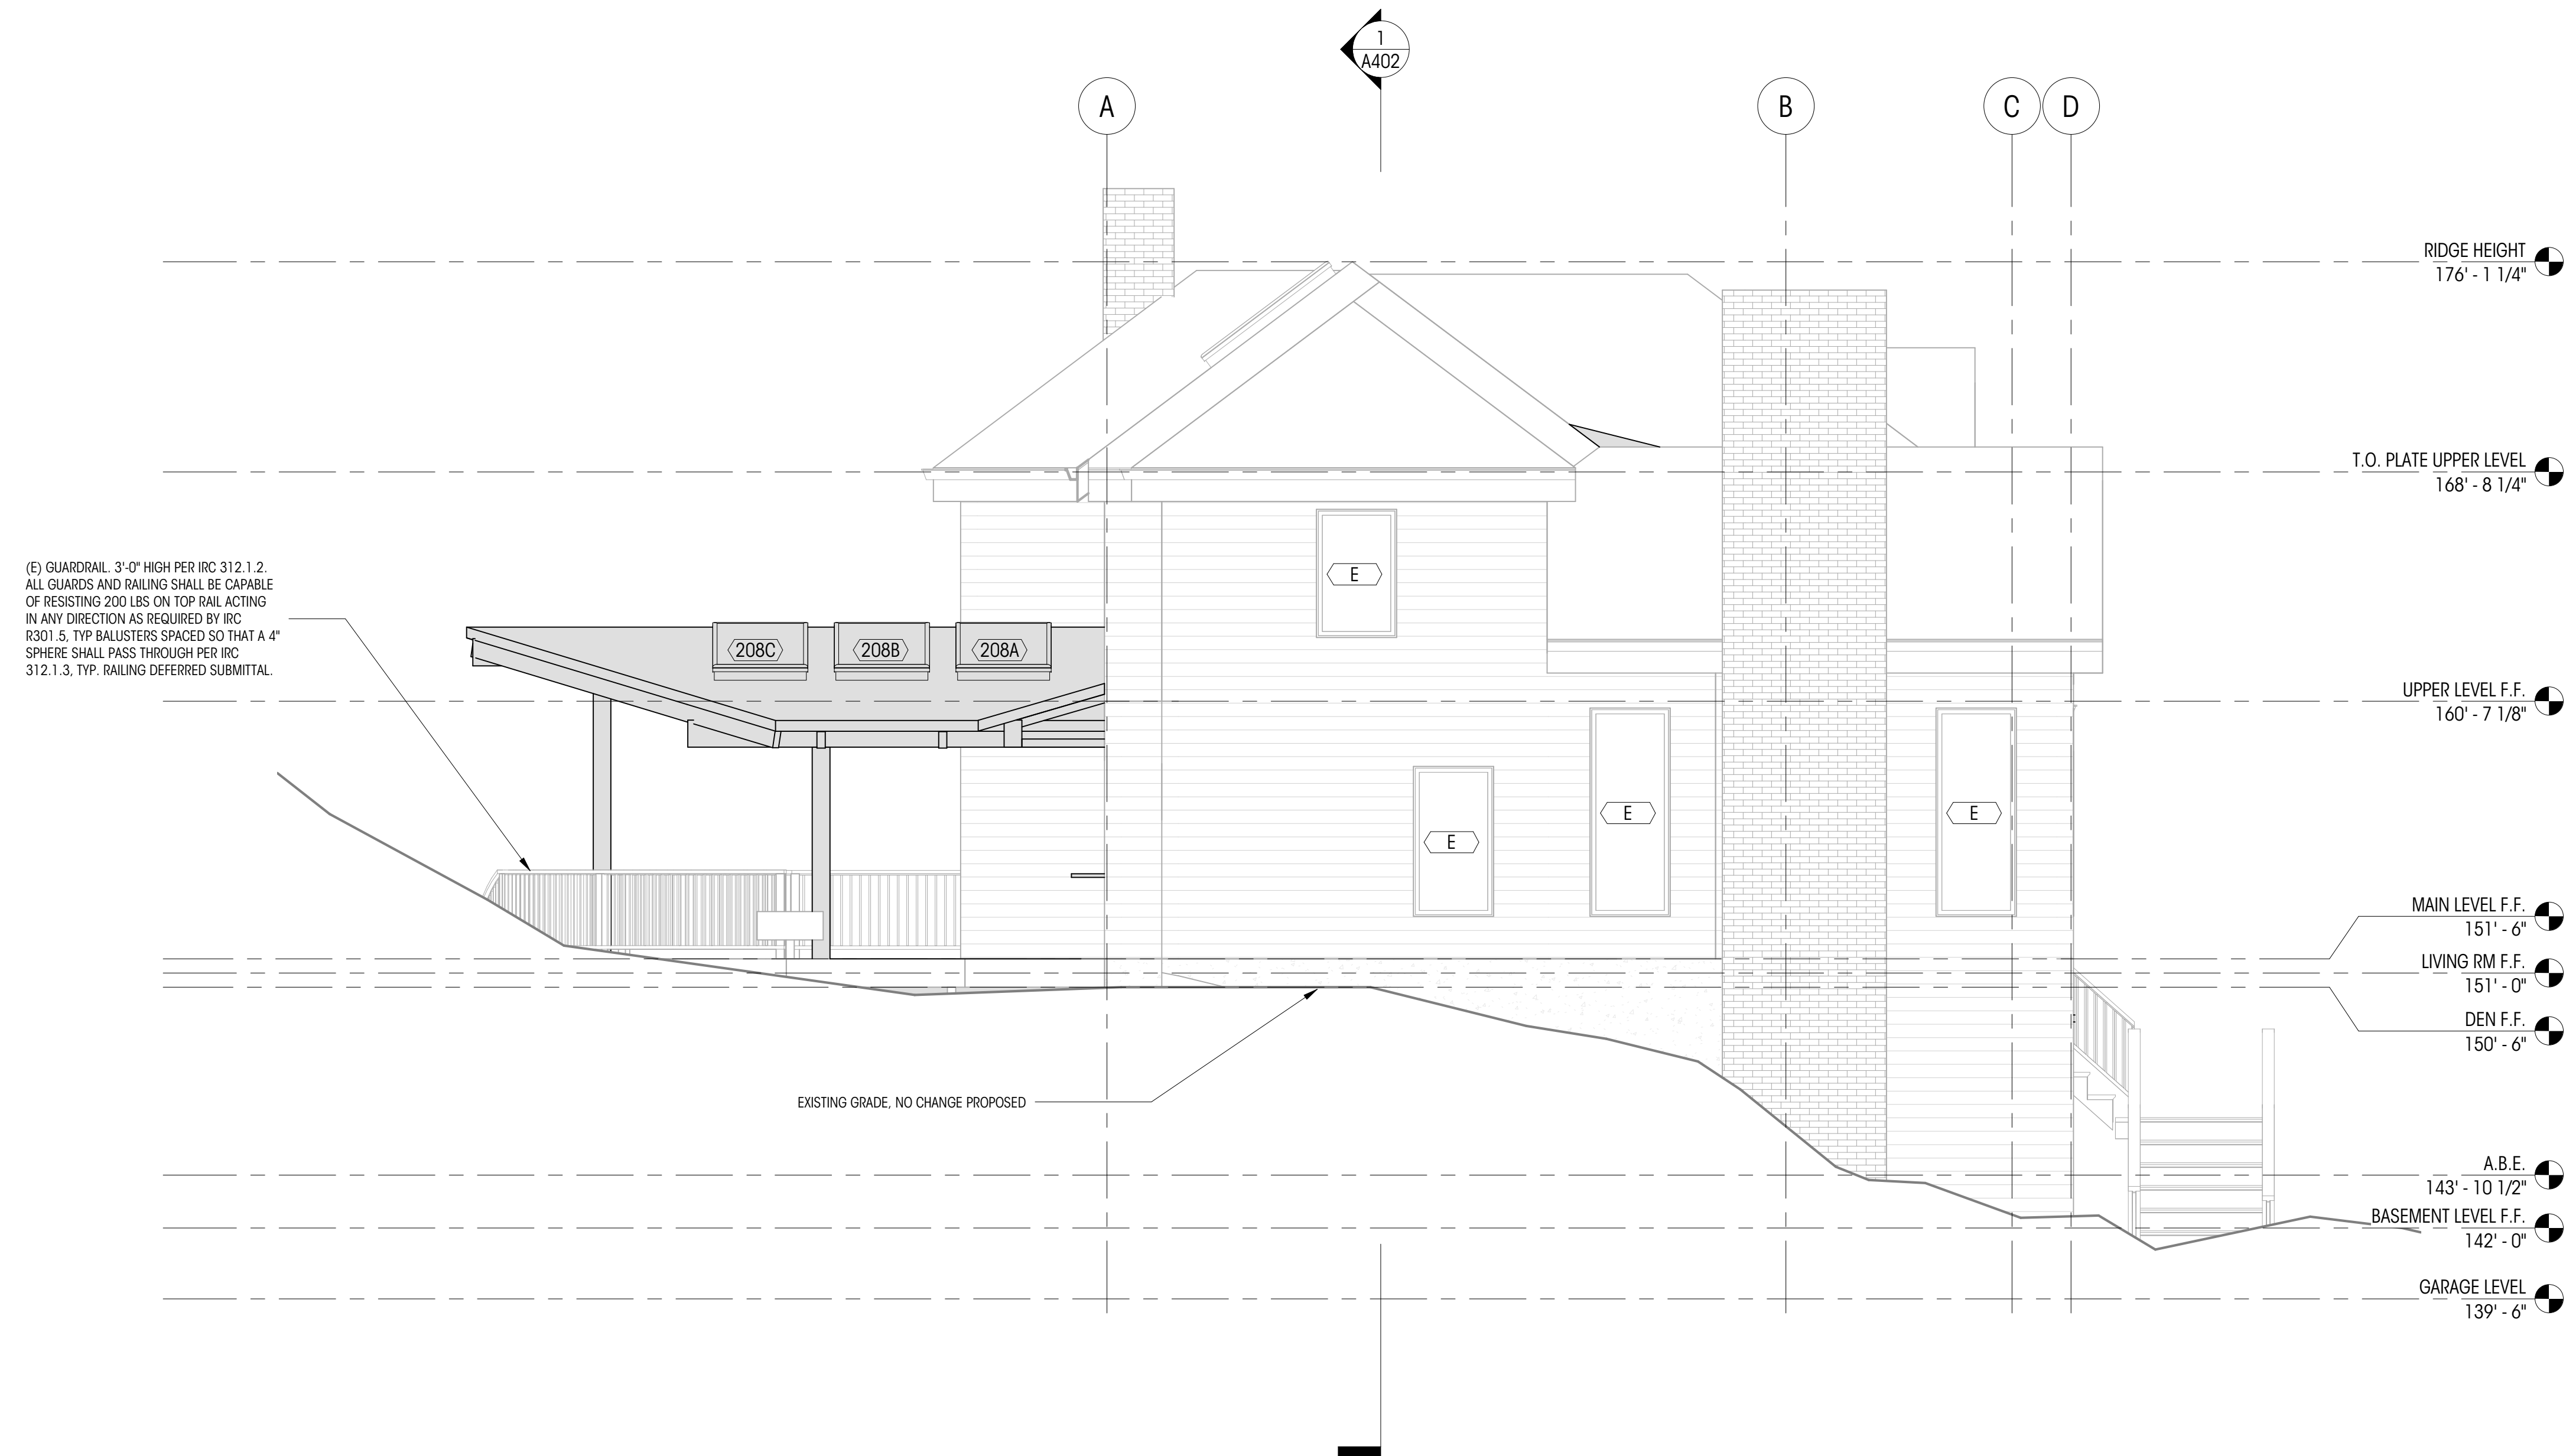 1
A402
A
B
C
D
RIDGE HEIGHT
176' - 1 1/4"
T.O. PLATE UPPER LEVEL
168' - 8 1/4"
E
(E) GUARDRAIL. 3'-0" HIGH PER IRC 312.1.2.
ALL GUARDS AND RAILING SHALL BE CAPABLE
OF RESISTING 200 LBS ON TOP RAIL ACTING
IN ANY DIRECTION AS REQUIRED BY IRC
R301.5, TYP BALUSTERS SPACED SO THAT A 4"
SPHERE SHALL PASS THROUGH PER IRC
312.1.3, TYP. RAILING DEFERRED SUBMITTAL.
208C
208B
208A
UPPER LEVEL F.F.
160' - 7 1/8"
E
E
E
MAIN LEVEL F.F.
151' - 6"
LIVING RM F.F.
151' - 0"
DEN F.F.
150' - 6"
EXISTING GRADE, NO CHANGE PROPOSED
A.B.E.
143' - 10 1/2"
BASEMENT LEVEL F.F.
142' - 0"
GARAGE LEVEL
139' - 6"